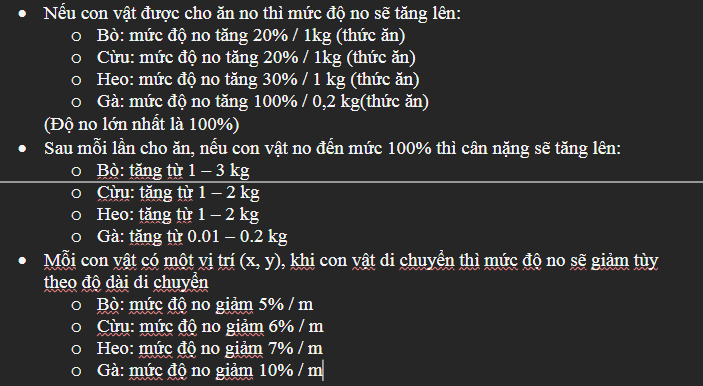 • Nếu con vật được cho ăn no thì mức độ no sẽ tăng lên:
o Bò: mức độ no tăng 20% / 1kg (thức ăn)
o Cừu: mức độ no tăng 20% / 1kg (thức ăn)
o Heo: mức độ no tăng 30% / 1 kg (thức ăn)
o Gà: mức độ no tăng 100% / 0,2 kg(thức ăn)
(Độ no lớn nhất là 100%)
• Sau mỗi lần cho ăn, nếu con vật no đến mức 100% thì cân nặng sẽ tăng lên:
o Bò: tăng từ 1 – 3 kg
o Cừu: tăng từ 1 – 2 kg
o Heo: tăng từ 1 – 2 kg
o Gà: tăng từ 0.01 – 0.2 kg
• Mỗi con vật có một vị trí (x, y), khi con vật di chuyển thì mức độ no sẽ giảm tùy
theo độ dài di chuyển
o Bò: mức độ no giảm 5% / m
o Cừu: mức độ no giảm 6% / m
o Heo: mức độ no giảm 7% / m
o Gà: mức độ no giảm 10% / m